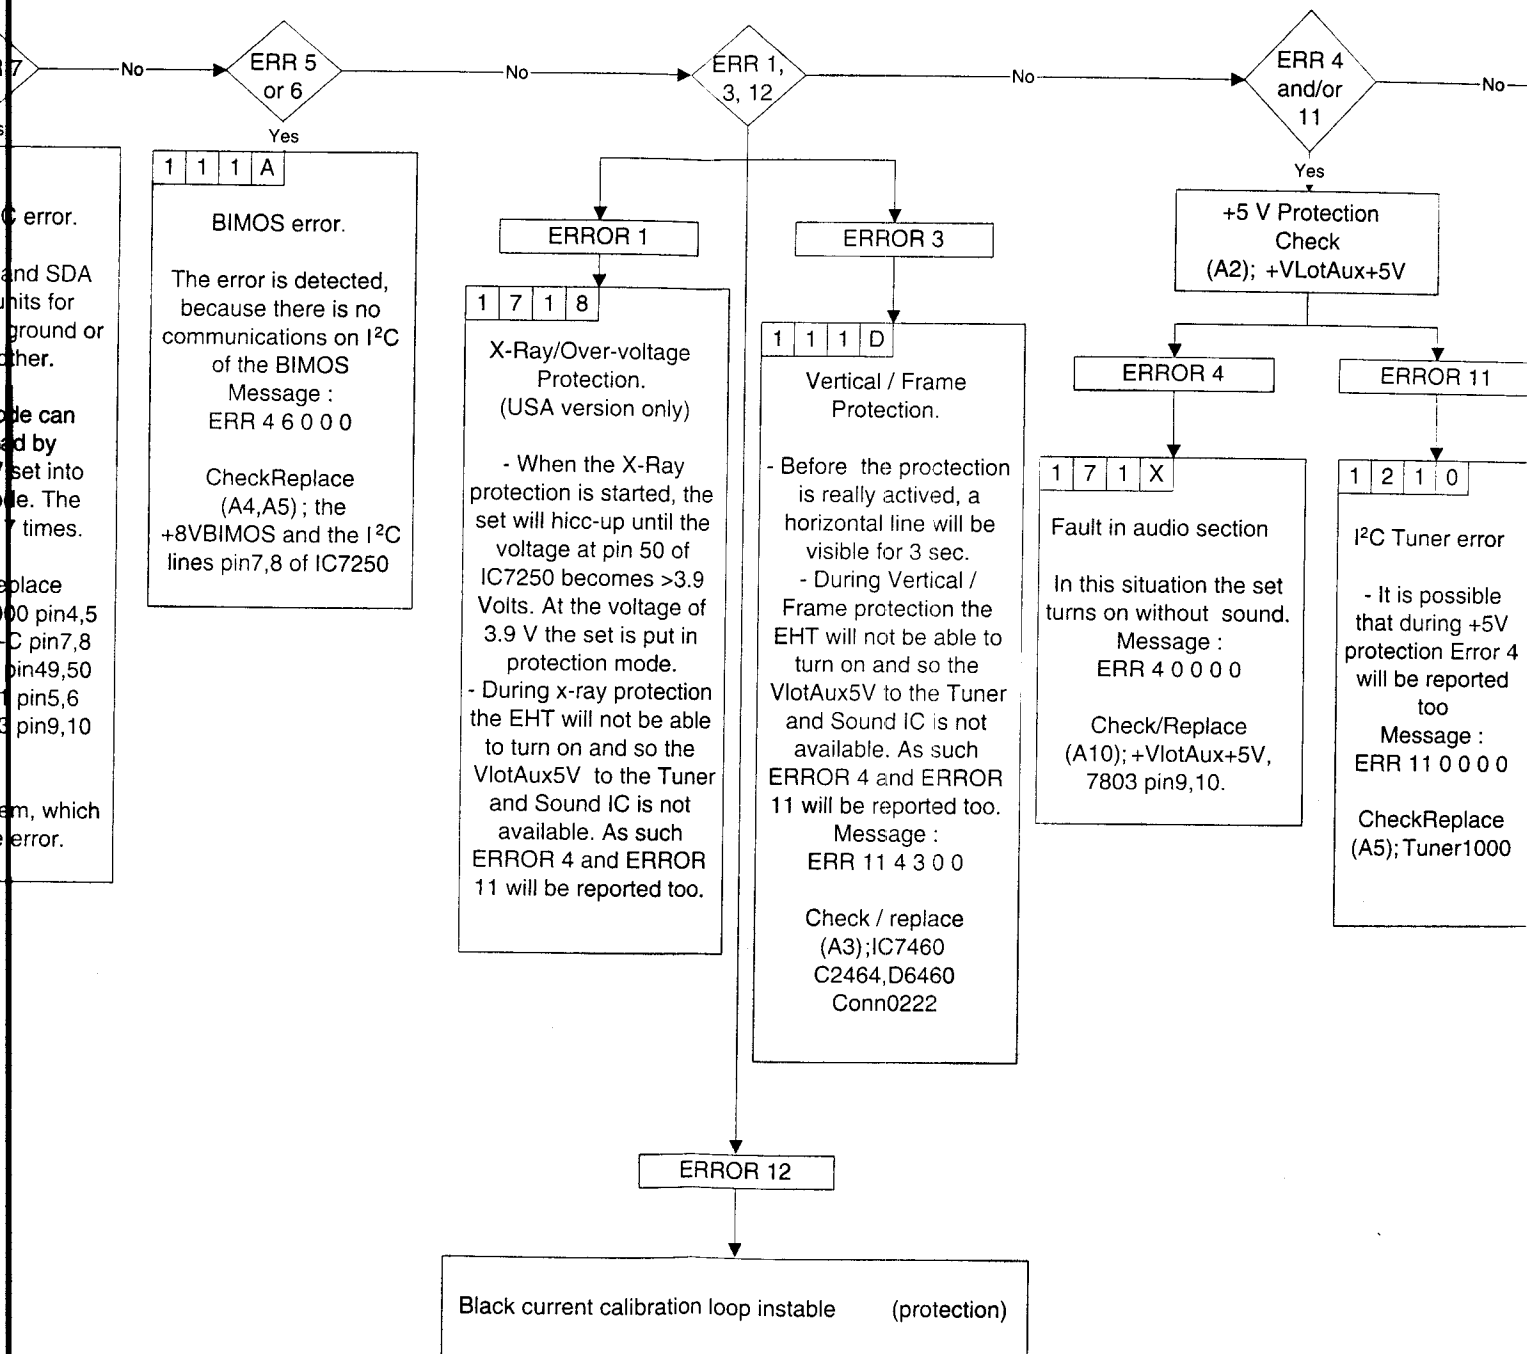 7
No
ERR 5
or 6
No
ERR 1,
3, 12
No
ERR 4
and/or
11
No
Yes
Yes
error.
and SDA
for
ground or
can
by
set into
The
7 times.
pin4,5
pin7,8
pin49,50
pin5,6
pin9,10
which
error.
1 1 1 A
BIMOS error.
The error is detected,
because there is no
communications on I²C
of the BIMOS
Message :
ERR 4 6 0 0 0
CheckReplace
(A4,A5) ; the
+8VBIMOS and the I²C
lines pin7,8 of IC7250
ERROR 1
1 7 1 8
X-Ray/Over-voltage
Protection.
(USA version only)
- When the X-Ray
protection is started, the
set will hicc-up until the
voltage at pin 50 of
IC7250 becomes >3.9
Volts. At the voltage of
3.9 V the set is put in
protection mode.
- During x-ray protection
the EHT will not be able
to turn on and so the
VlotAux5V to the Tuner
and Sound IC is not
available. As such
ERROR 4 and ERROR
11 will be reported too.
ERROR 3
1 1 1 D
Vertical / Frame
Protection.
- Before the proctection
is really actived, a
horizontal line will be
visible for 3 sec.
- During Vertical /
Frame protection the
EHT will not be able to
turn on and so the
VlotAux5V to the Tuner
and Sound IC is not
available. As such
ERROR 4 and ERROR
11 will be reported too.
Message :
ERR 11 4 3 0 0
Check / replace
(A3);IC7460
C2464,D6460
Conn0222
+5 V Protection
Check
(A2); +VLotAux+5V
ERROR 4
1 7 1 X
Fault in audio section
In this situation the set
turns on without sound.
Message :
ERR 4 0 0 0 0
Check/Replace
(A10); +VlotAux+5V,
7803 pin9,10.
ERROR 11
1 2 1 0
I²C Tuner error
- It is possible
that during +5V
protection Error 4
will be reported
too
Message :
ERR 11 0 0 0 0
CheckReplace
(A5); Tuner1000
ERROR 12
Black current calibration loop instable (protection)